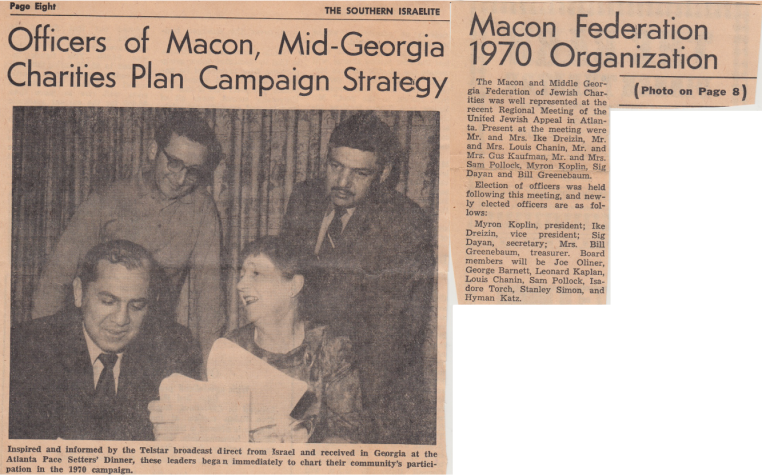 Page Eight
THE SOUTHERN ISRAELITE
Officers of Macon, Mid-Georgia
Charities Plan Campaign Strategy
Inspired and informed by the Telstar broadcast direct from Israel and received in Georgia at the
Atlanta Pace Setters' Dinner, these leaders began immediately to chart their community's partici-
pation in the 1970 campaign.
Macon Federation
1970 Organization
(Photo on Page 8)
The Macon and Middle Geor-
gia Federation of Jewish Char-
ities was well represented at the
recent Regional Meeting of the
United Jewish Appeal in Atlan-
ta. Present at the meeting were
Mr. and Mrs. Ike Dreizin, Mr.
and Mrs. Louis Chanin, Mr. and
Mrs. Gus Kaufman, Mr. and Mrs.
Sam Pollock, Myron Koplin, Sig
Dayan and Bill Greenebaum.
Election of officers was held
following this meeting, and new-
ly elected officers are as fol-
lows:
Myron Koplin, president; Ike
Dreizin, vice president; Sig
Dayan, secretary; Mrs. Bill
Greenebaum, treasurer. Board
members will be Joe Oliner,
George Barnett, Leonard Kaplan,
Louis Chanin, Sam Pollock, Isa-
dore Torch, Stanley Simon, and
Hyman Katz.